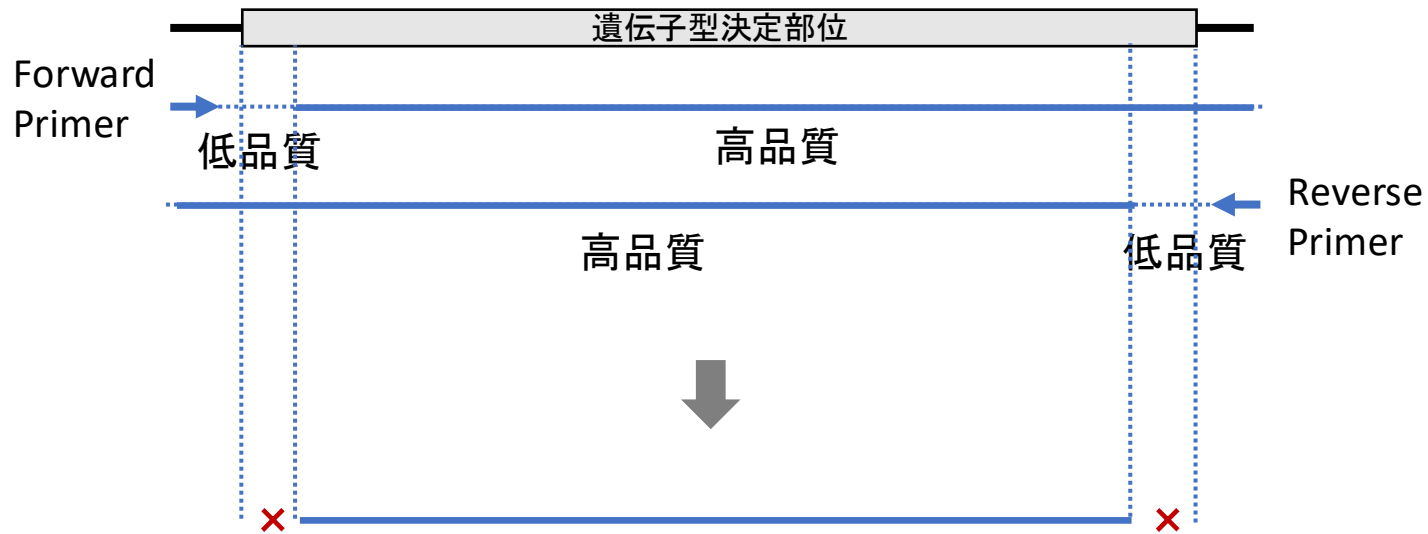 遺伝子型決定部位
Forward
Primer
低品質
高品質
Reverse
Primer
高品質
低品質